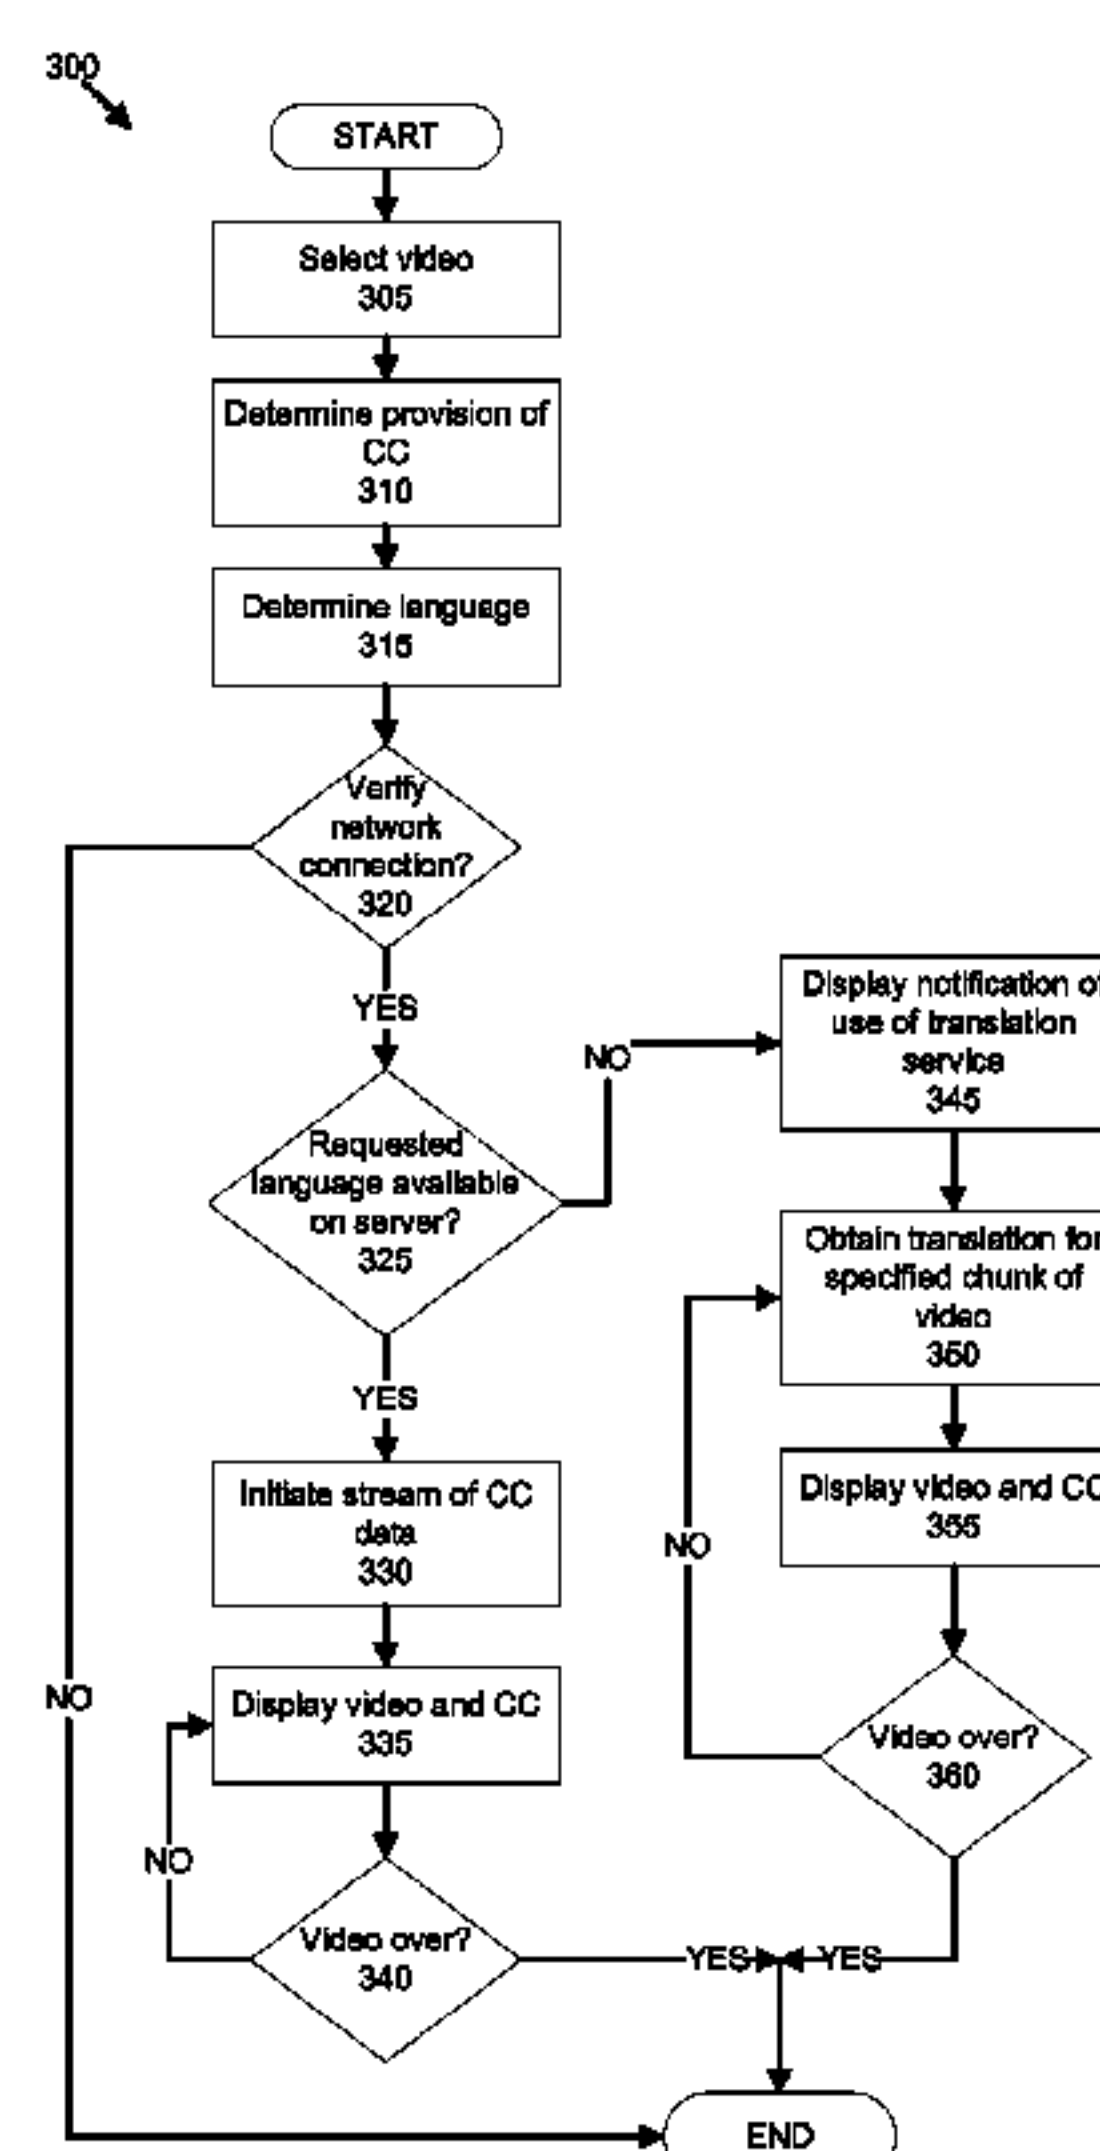 300
START
Select video
305
Determine provision of
CC
310
Determine language
315
Verify
network
connection?
320
YES
Requested
language available
on server?
325
NO
YES
Initiate stream of CC
data
330
Display video and CC
335
NO
Video over?
340
YES
NO
Display notification of
use of translation
service
345
Obtain translation for
specified chunk of
video
350
Display video and CC
355
NO
Video over?
360
YES
END